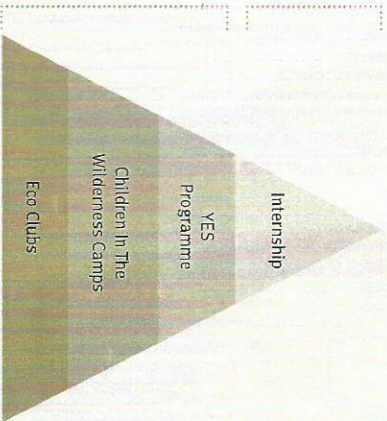 Internship
YES
Programme
Children In The
Wilderness Camps
Eco Clubs